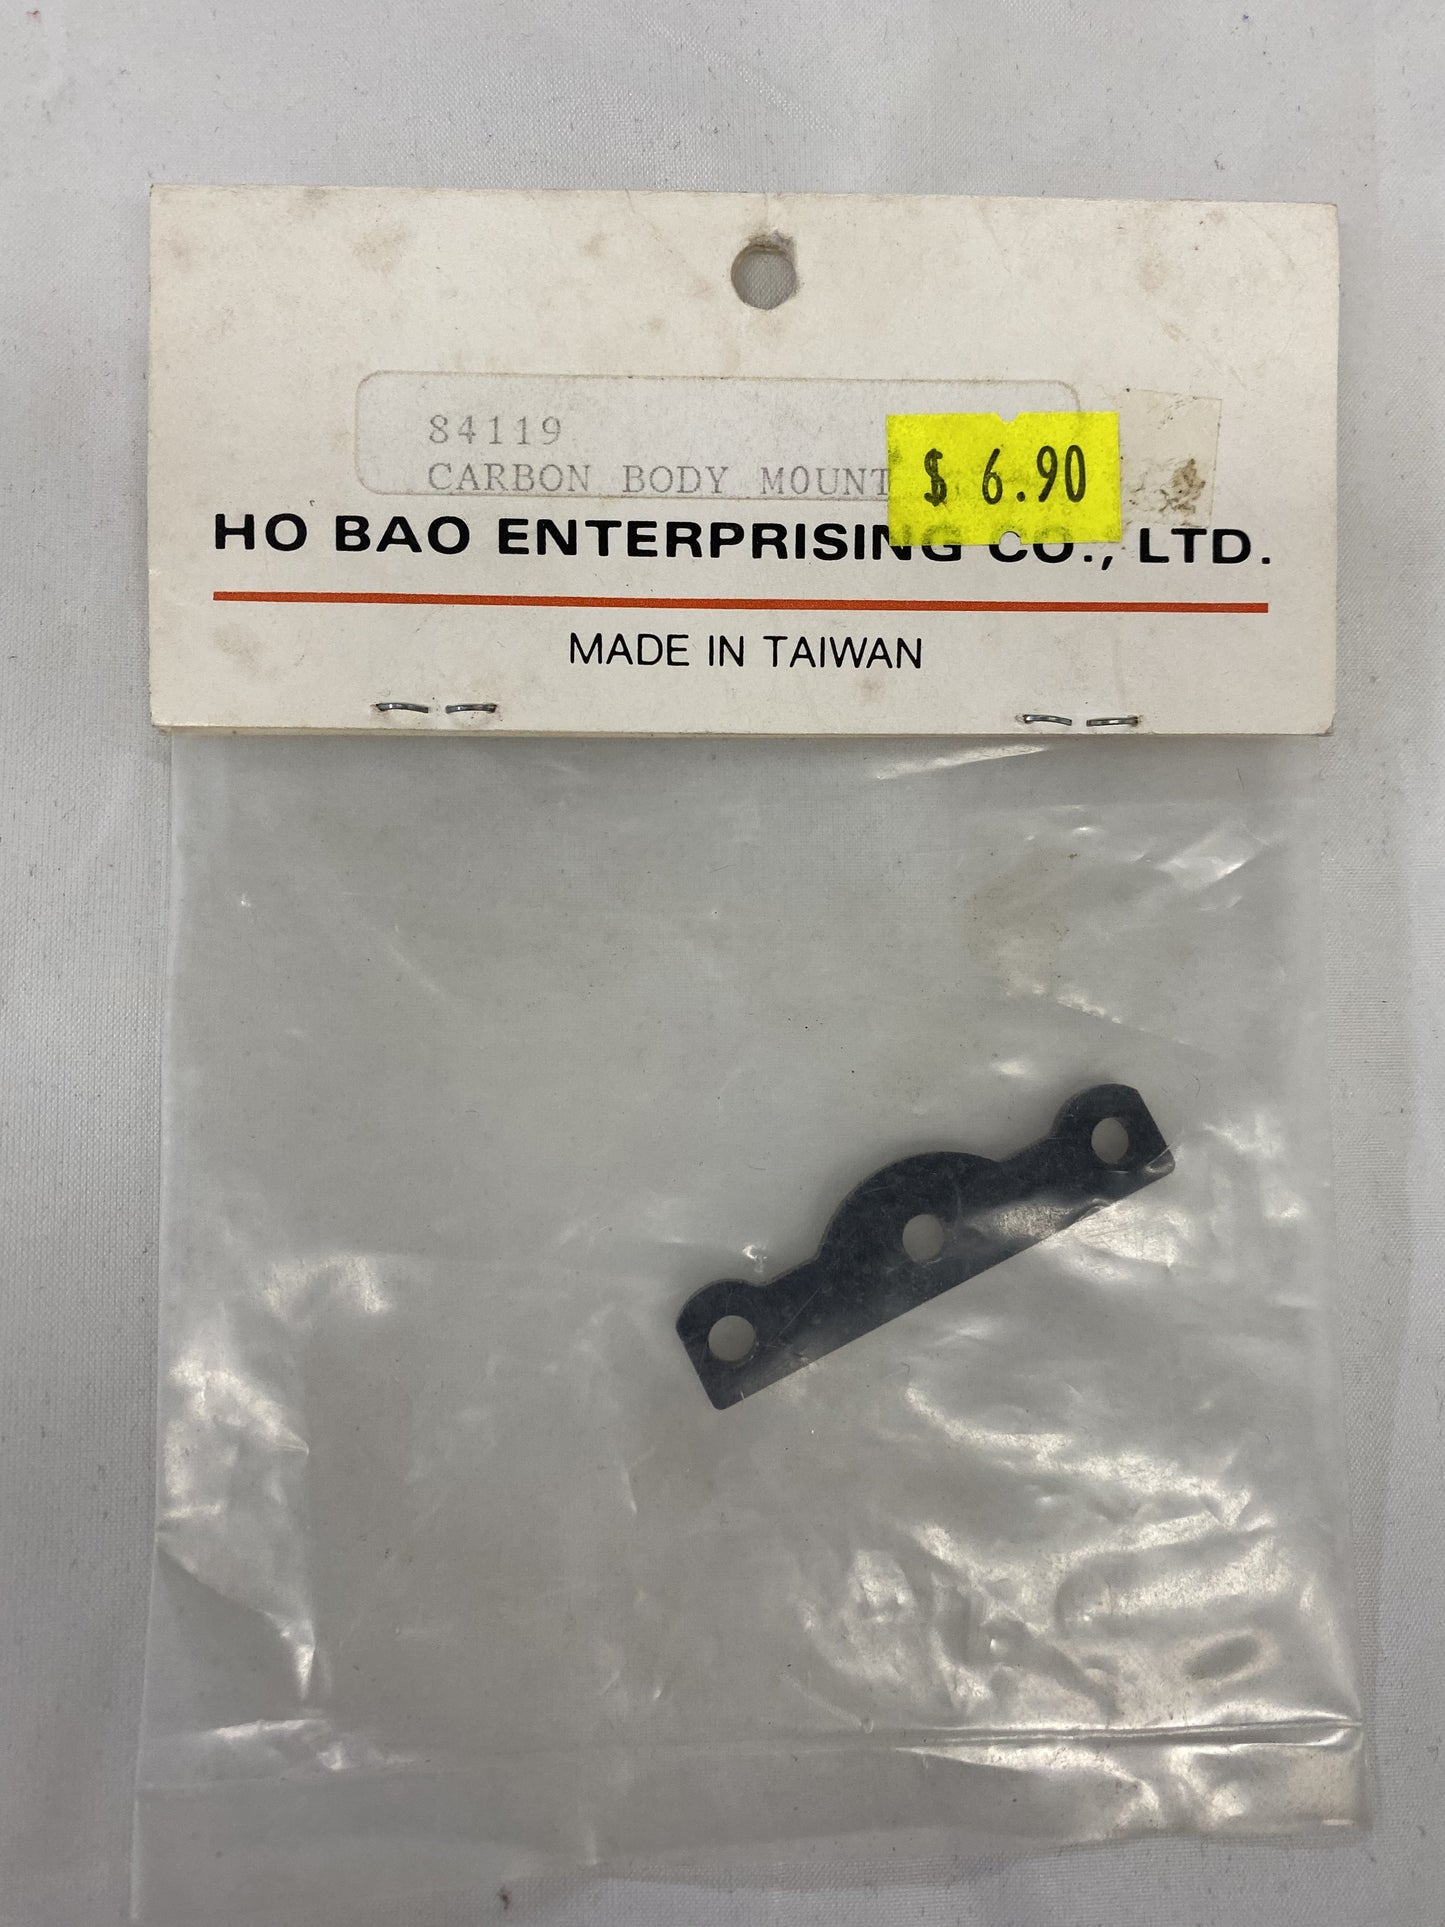 84119
CARBON BODY MOUNT
$ 6.90
HO BAO ENTERPRISING CO., LTD.
MADE IN TAIWAN